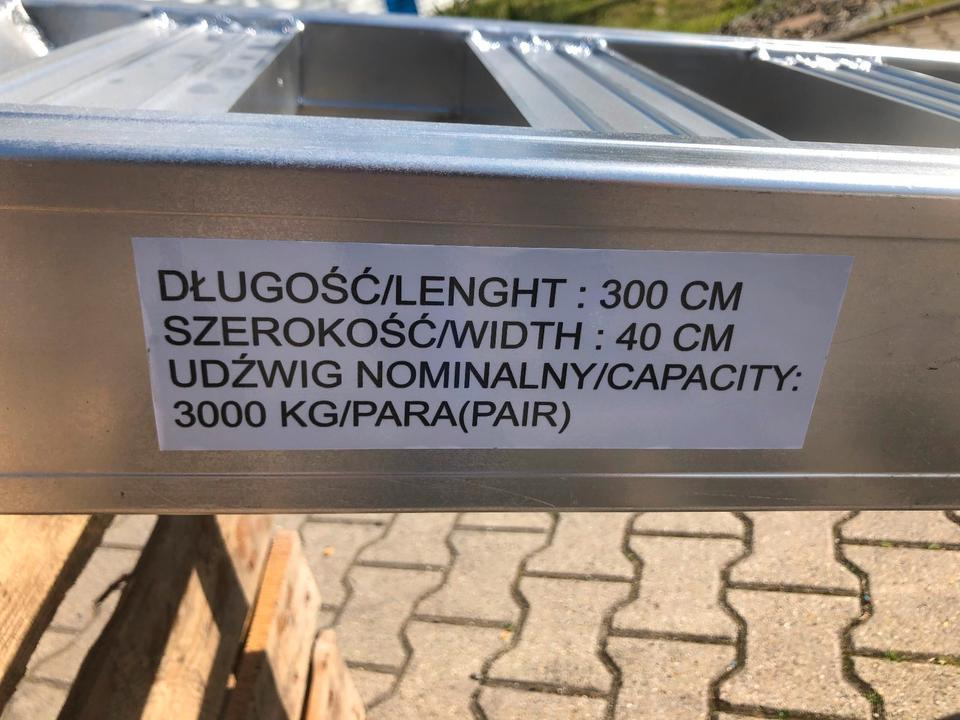 DŁUGOŚĆ/LENGHT : 300 CM
SZEROKOŚĆ/WIDTH : 40 CM
UDŹWIG NOMINALNY/CAPACITY:
3000 KG/PARA(PAIR)